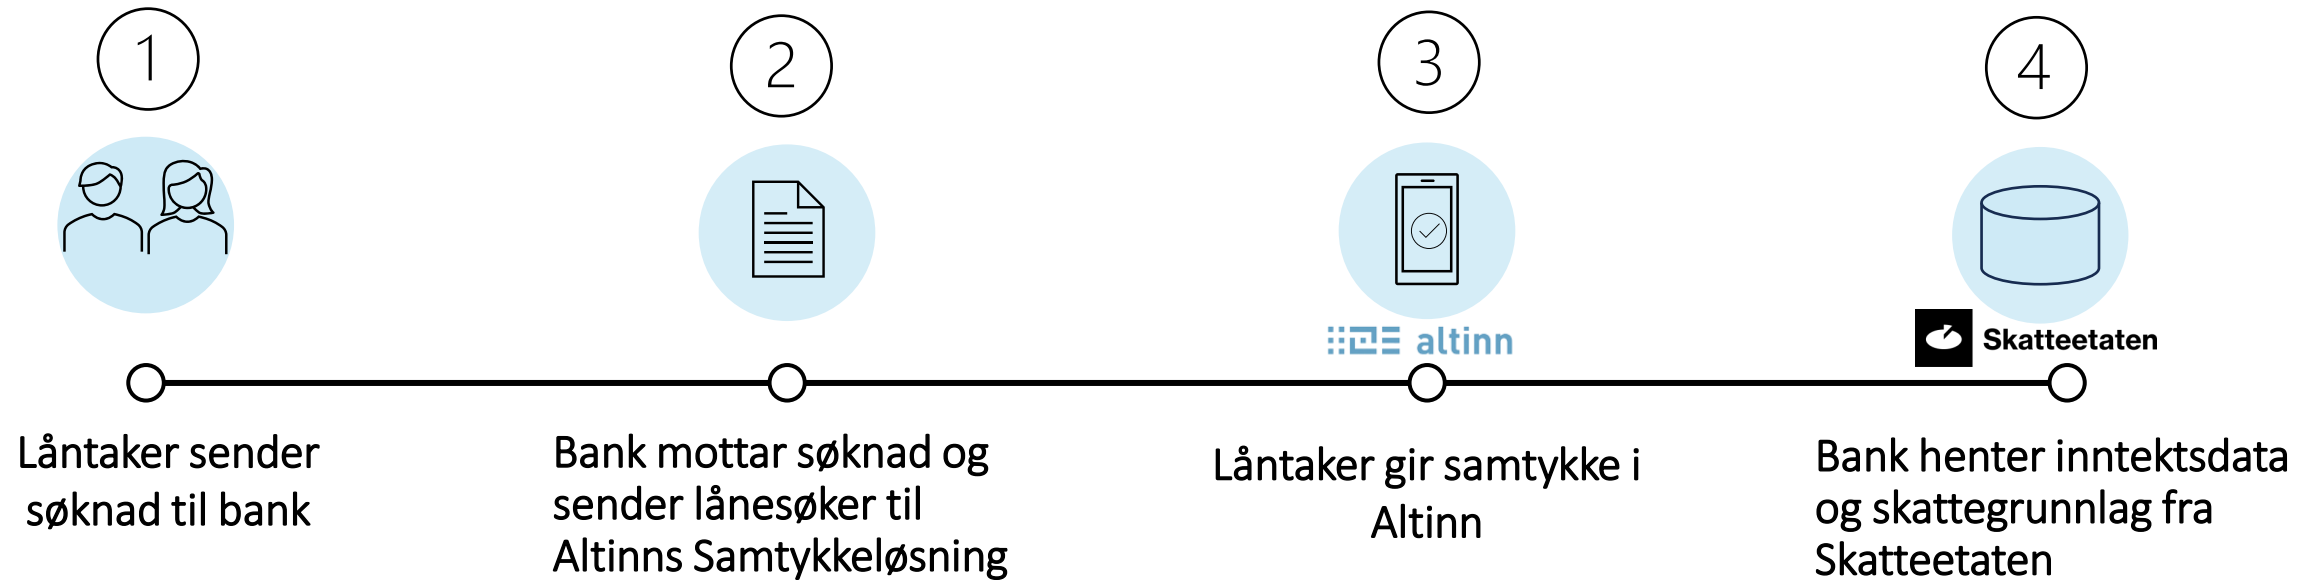 1
2
3
4
altinn
Skatteetaten
Låntaker sender
søknad til bank
Bank mottar søknad og
sender lånesøker til
Altinns Samtykkeløsning
Låntaker gir samtykke i
Altinn
Bank henter inntektsdata
og skattegrunnlag fra
Skatteetaten